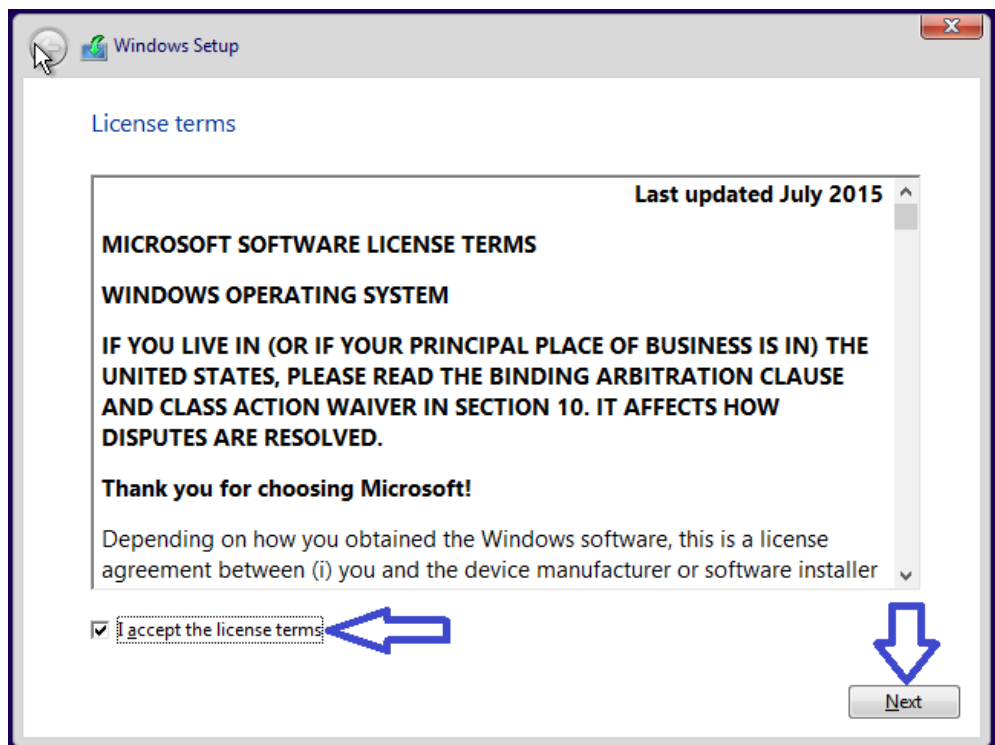 Windows Setup
License terms
Last updated July 2015
MICROSOFT SOFTWARE LICENSE TERMS
WINDOWS OPERATING SYSTEM
IF YOU LIVE IN (OR IF YOUR PRINCIPAL PLACE OF BUSINESS IS IN) THE
UNITED STATES, PLEASE READ THE BINDING ARBITRATION CLAUSE
AND CLASS ACTION WAIVER IN SECTION 10. IT AFFECTS HOW
DISPUTES ARE RESOLVED.
Thank you for choosing Microsoft!
Depending on how you obtained the Windows software, this is a license
agreement between (i) you and the device manufacturer or software installer
I accept the license terms
Next